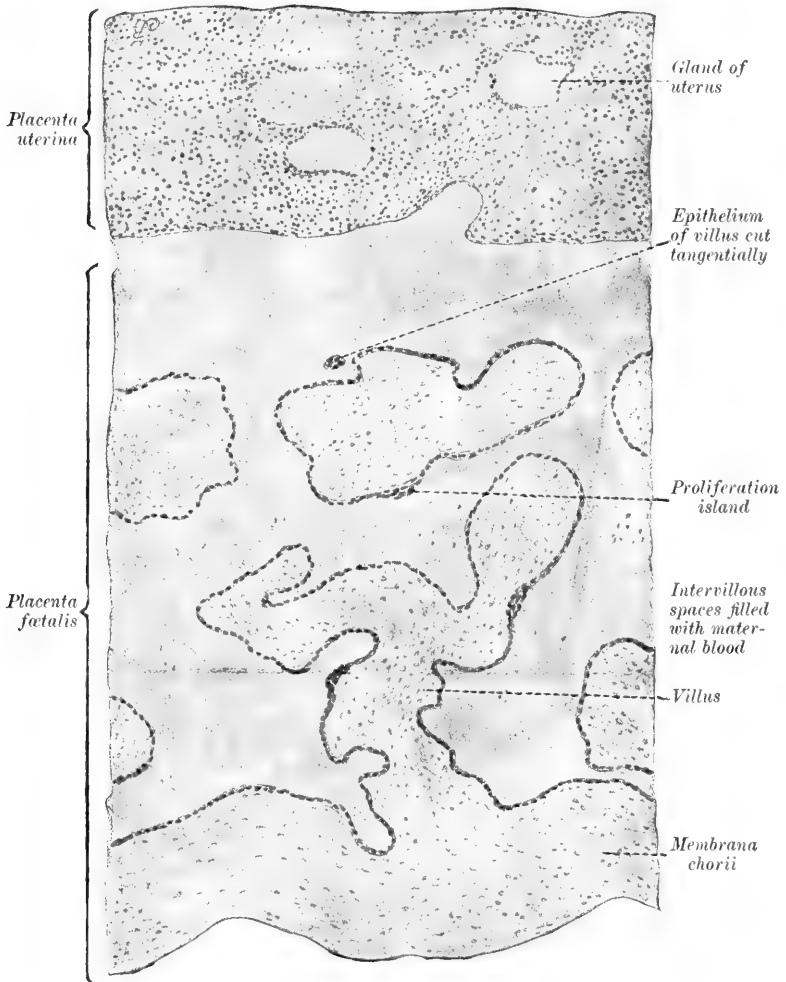 Placenta
uterina
Gland of
uterus
Epithelium
of villus cut
tangentially
Proliferation
island
Placenta
fœtalis
Intervillous
spaces filled
with mater-
nal blood
Villus
Membrana
chorii